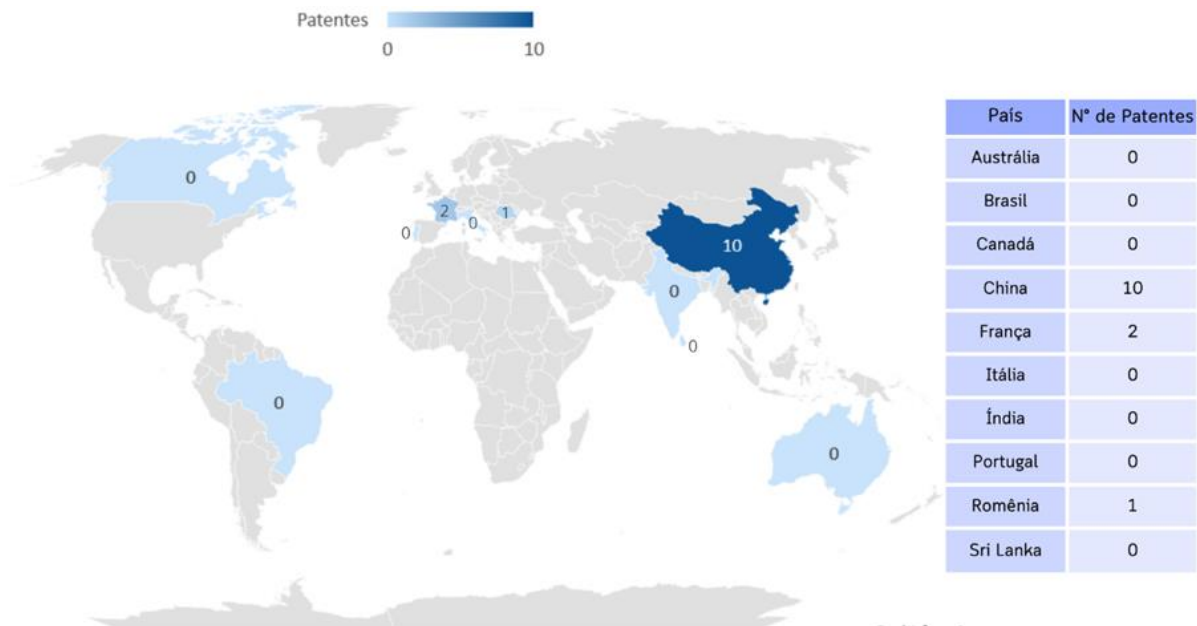 Patentes
0 10
0
2
0
1
0
10
0
0
0
0
País N° de Patentes
Austrália 0
Brasil 0
Canadá 0
China 10
França 2
Itália 0
Índia 0
Portugal 0
Romênia 1
Sri Lanka 0